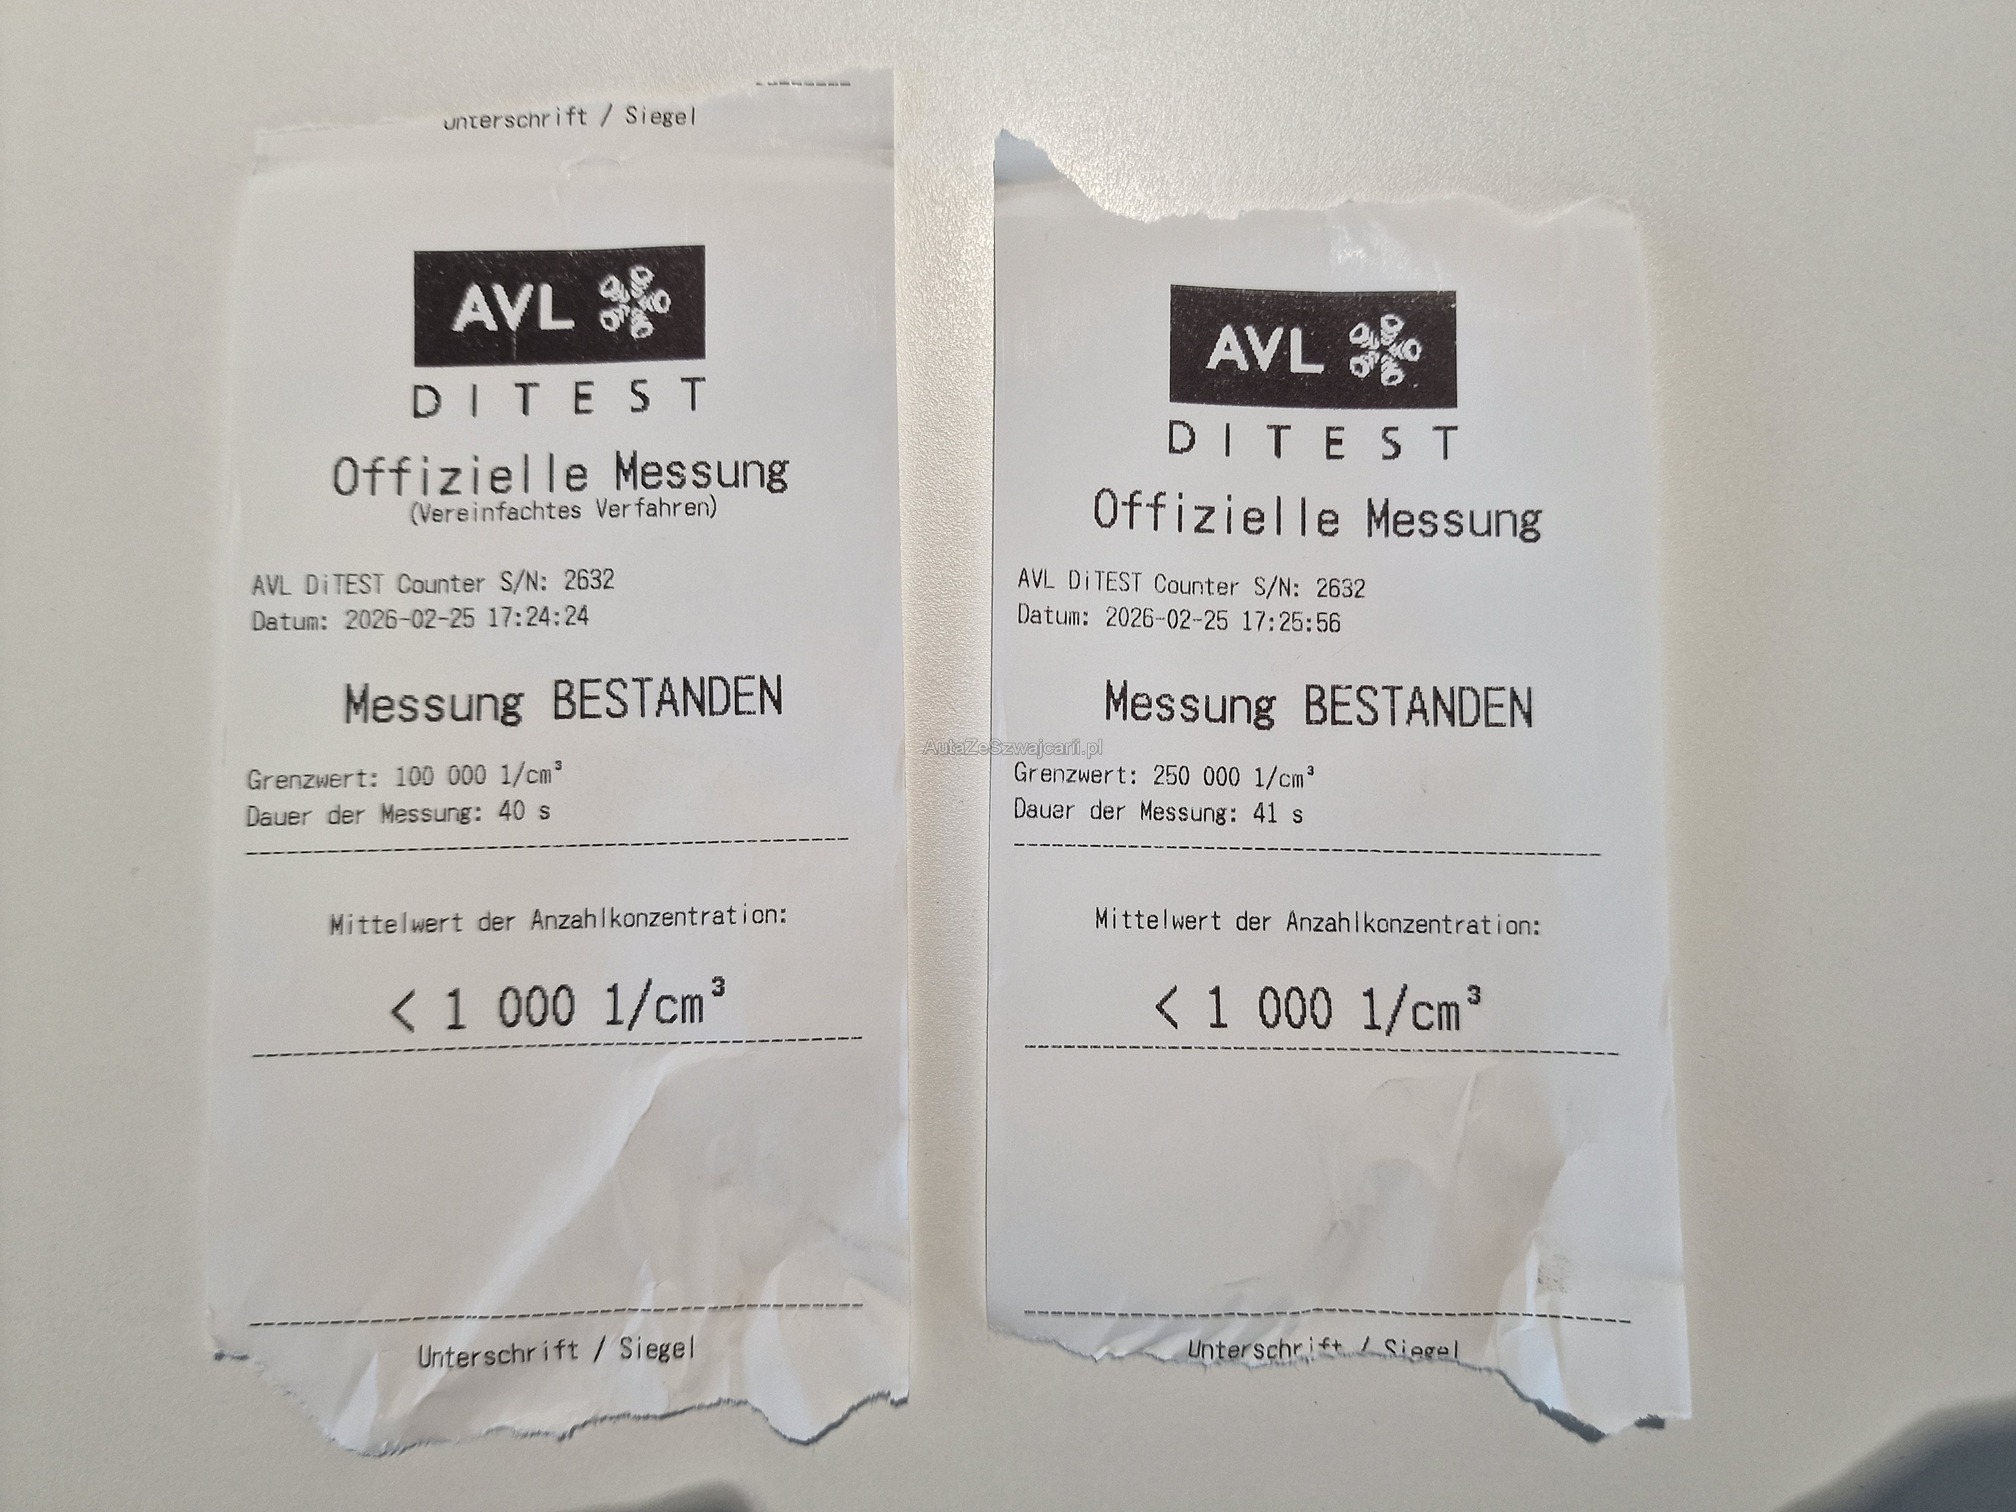 Unterschrift / Siegel
AVL
DITEST
Offizielle Messung
(Vereinfachtes Verfahren)
AVL DiTEST Counter S/N: 2632
Datum: 2026-02-25 17:24:24
Messung BESTANDEN
Grenzwert: 100 000 1/cm³
Dauer der Messung: 40 s
Mittelwert der Anzahlkonzentration:
< 1 000 1/cm³
Unterschrift / Siegel
AVL
DITEST
Offizielle Messung
AVL DiTEST Counter S/N: 2632
Datum: 2026-02-25 17:25:56
Messung BESTANDEN
Grenzwert: 250 000 1/cm³
Dauer der Messung: 41 s
Mittelwert der Anzahlkonzentration:
< 1 000 1/cm³
Unterschrift / Siegel
AutaZeSzwajcarii.pl